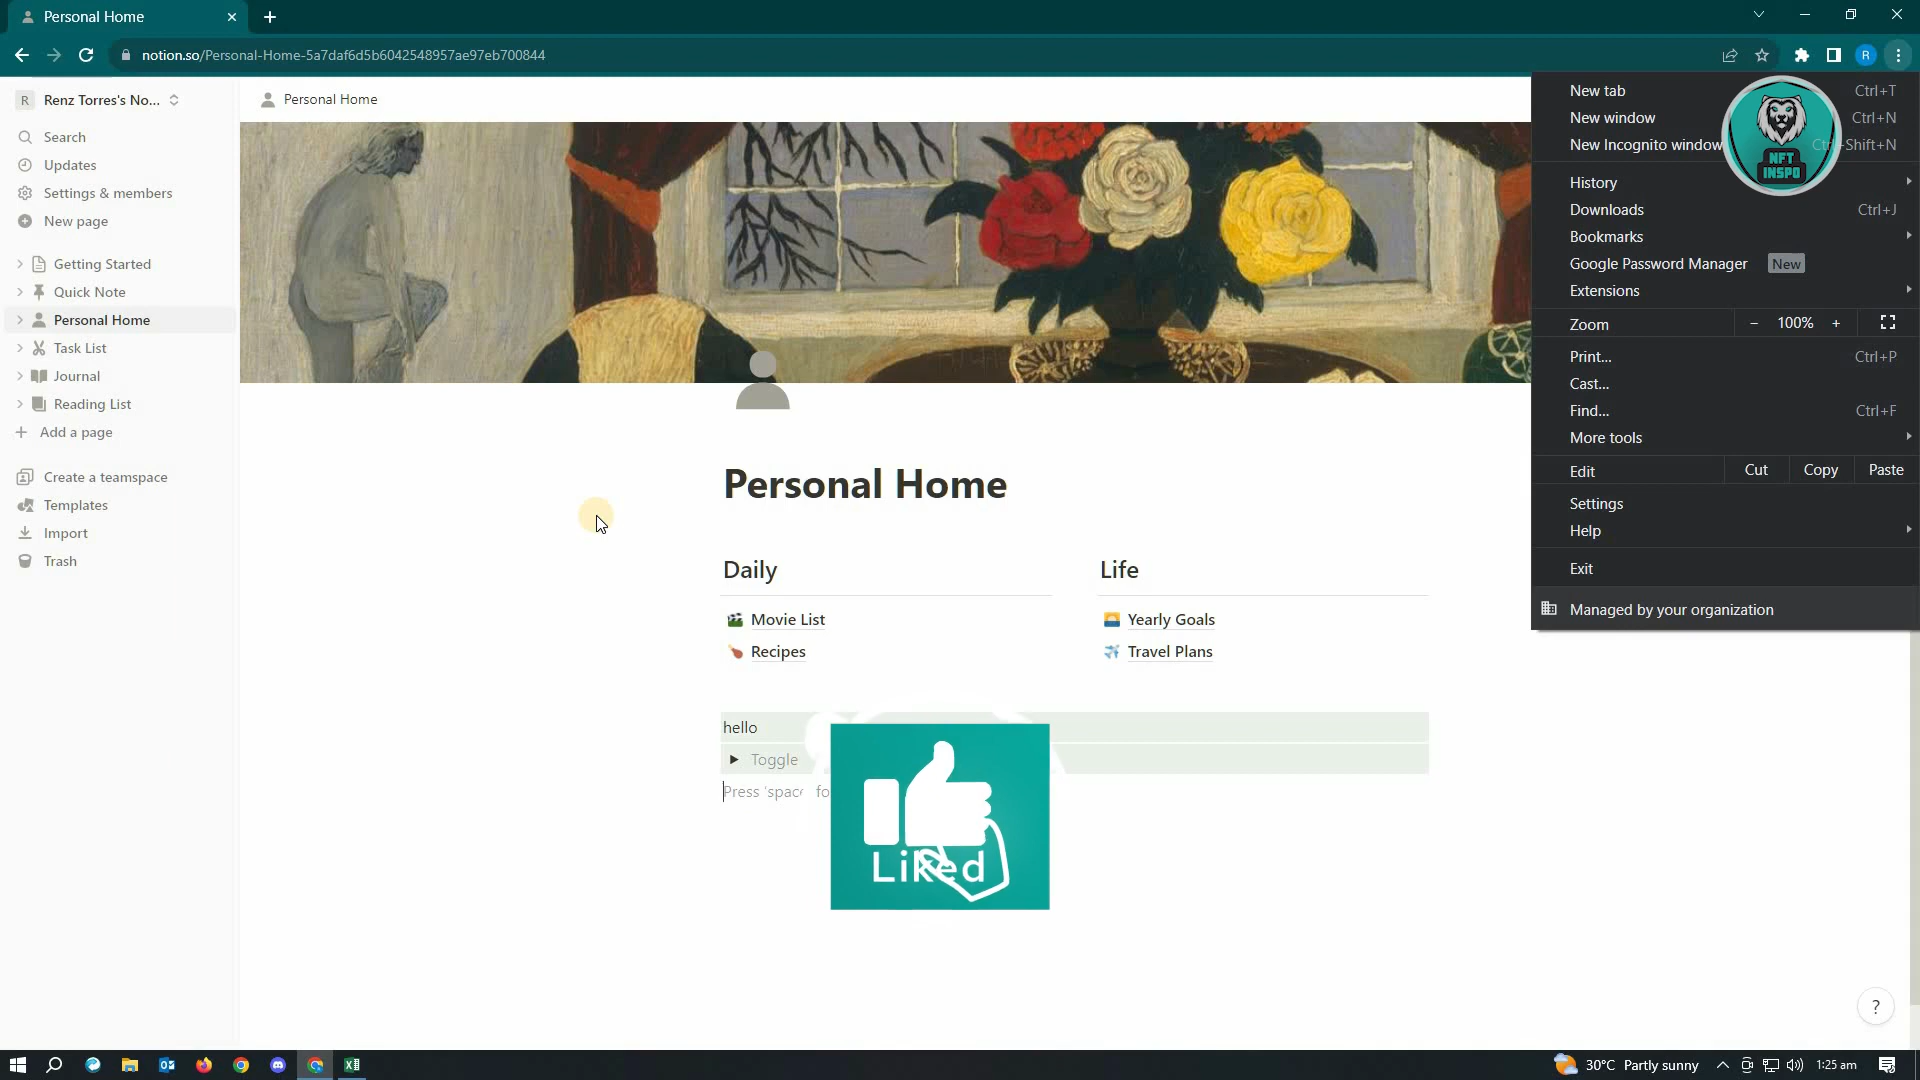 Personal Home
notion.so/Personal-Home-5a7daf6d5b6042548957ae97eb700844
R
R Renz Torres's No...
Search
Updates
Settings & members
New page
Getting Started
Quick Note
Personal Home
Task List
Journal
Reading List
Add a page
Create a teamspace
Templates
Import
Trash
Personal Home
Personal Home
Daily
Movie List
Recipes
Life
Yearly Goals
Travel Plans
hello
Toggle
Press 'space fo
Liked
New tab Ctrl+T
New window Ctrl+N
New Incognito window Shift+N
NFT
INSPO
History
Downloads Ctrl+J
Bookmarks
Google Password Manager New
Extensions
Zoom − 100% +
Print... Ctrl+P
Cast...
Find... Ctrl+F
More tools
Edit Cut Copy Paste
Settings
Help
Exit
Managed by your organization
?
30°C Partly sunny 1:25 am